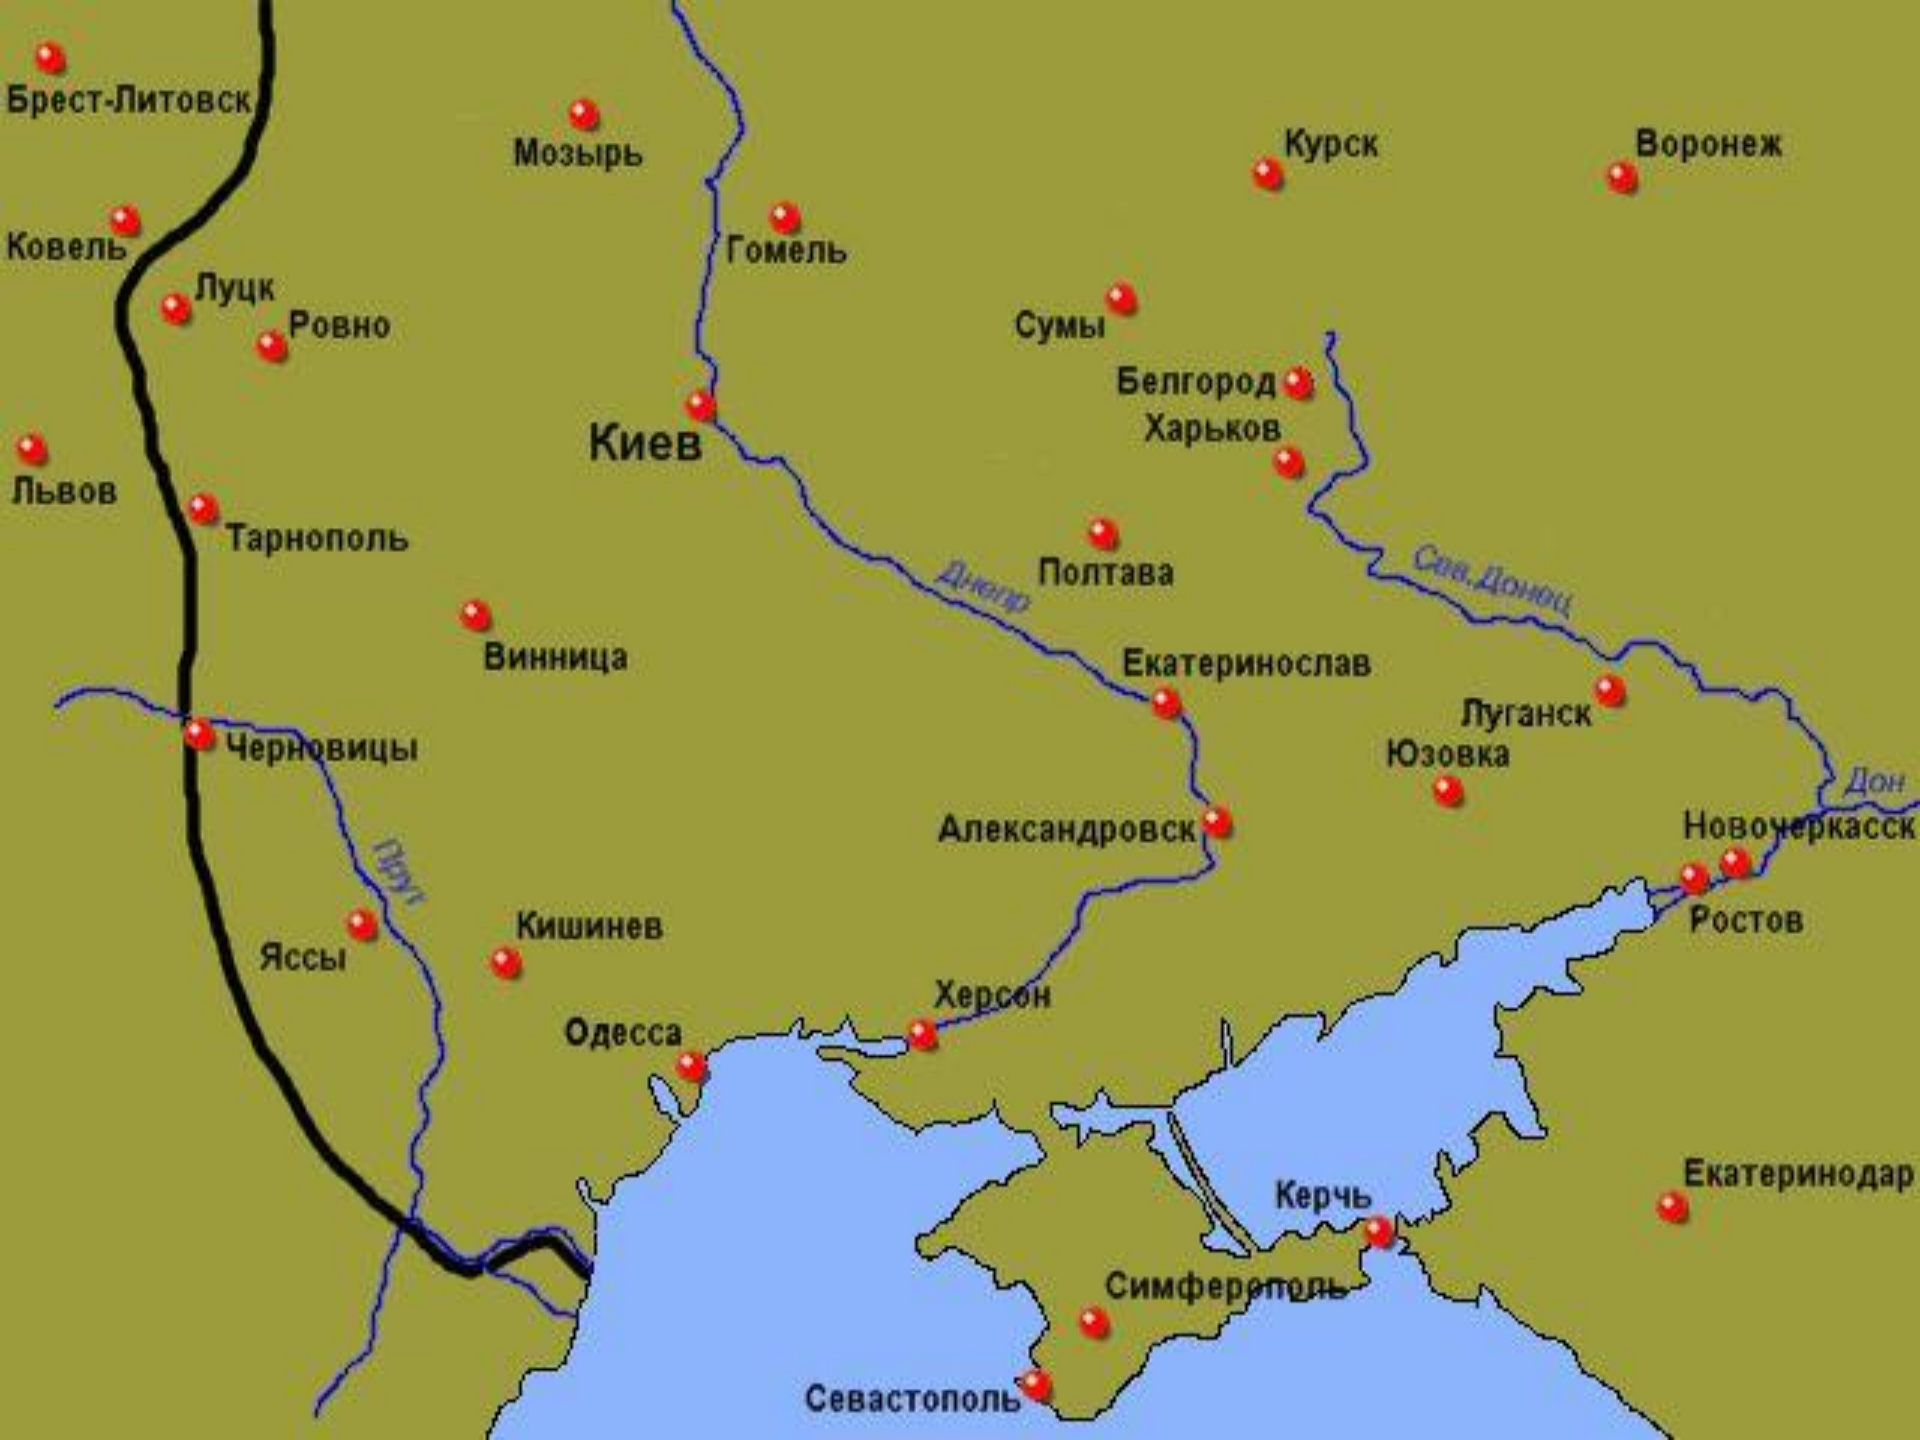 Брест-Литовск
Мозырь
Курск
Воронеж
Ковель
Гомель
Луцк
Ровно
Сумы
Белгород
Харьков
Киев
Львов
Тарнополь
Днепр
Полтава
Сев.Донец
Винница
Екатеринослав
Луганск
Черновицы
Юзовка
Дон
Александровск
Новочеркасск
Прут
Яссы
Кишинев
Ростов
Херсон
Одесса
Екатеринодар
Керчь
Симферополь
Севастополь